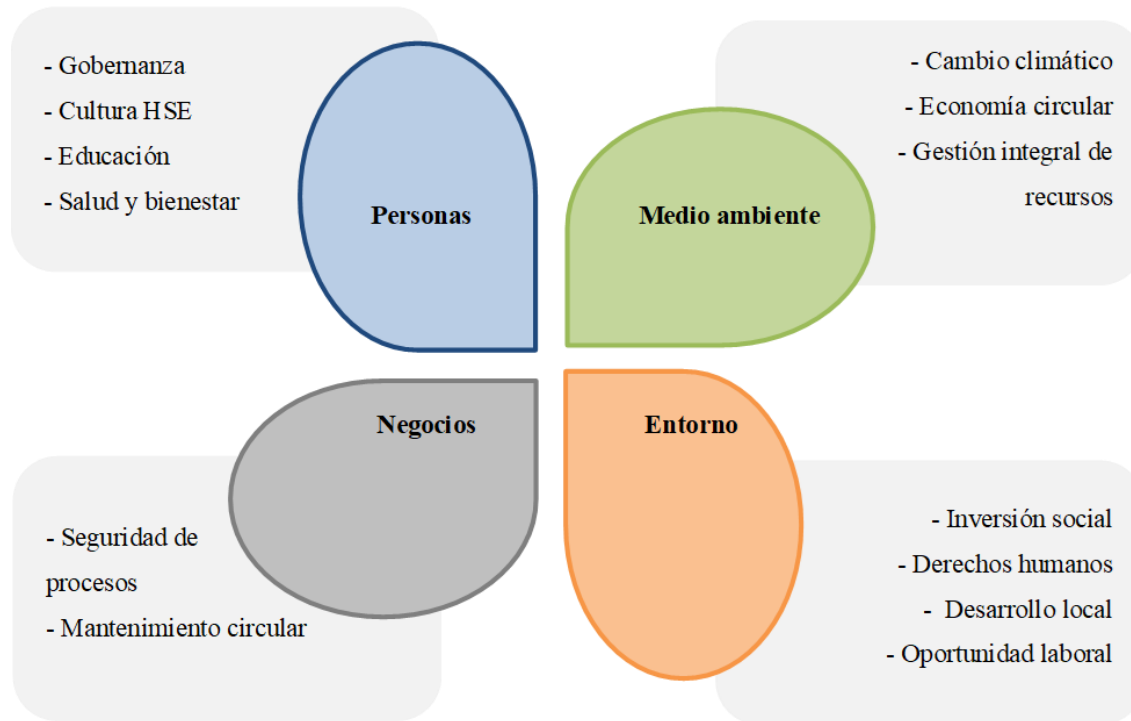 - Gobernanza
- Cultura HSE
- Educación
- Salud y bienestar
Personas
- Cambio climático
- Economía circular
- Gestión integral de
recursos
Medio ambiente
Negocios
- Seguridad de
procesos
- Mantenimiento circular
Entorno
- Inversión social
- Derechos humanos
- Desarrollo local
- Oportunidad laboral